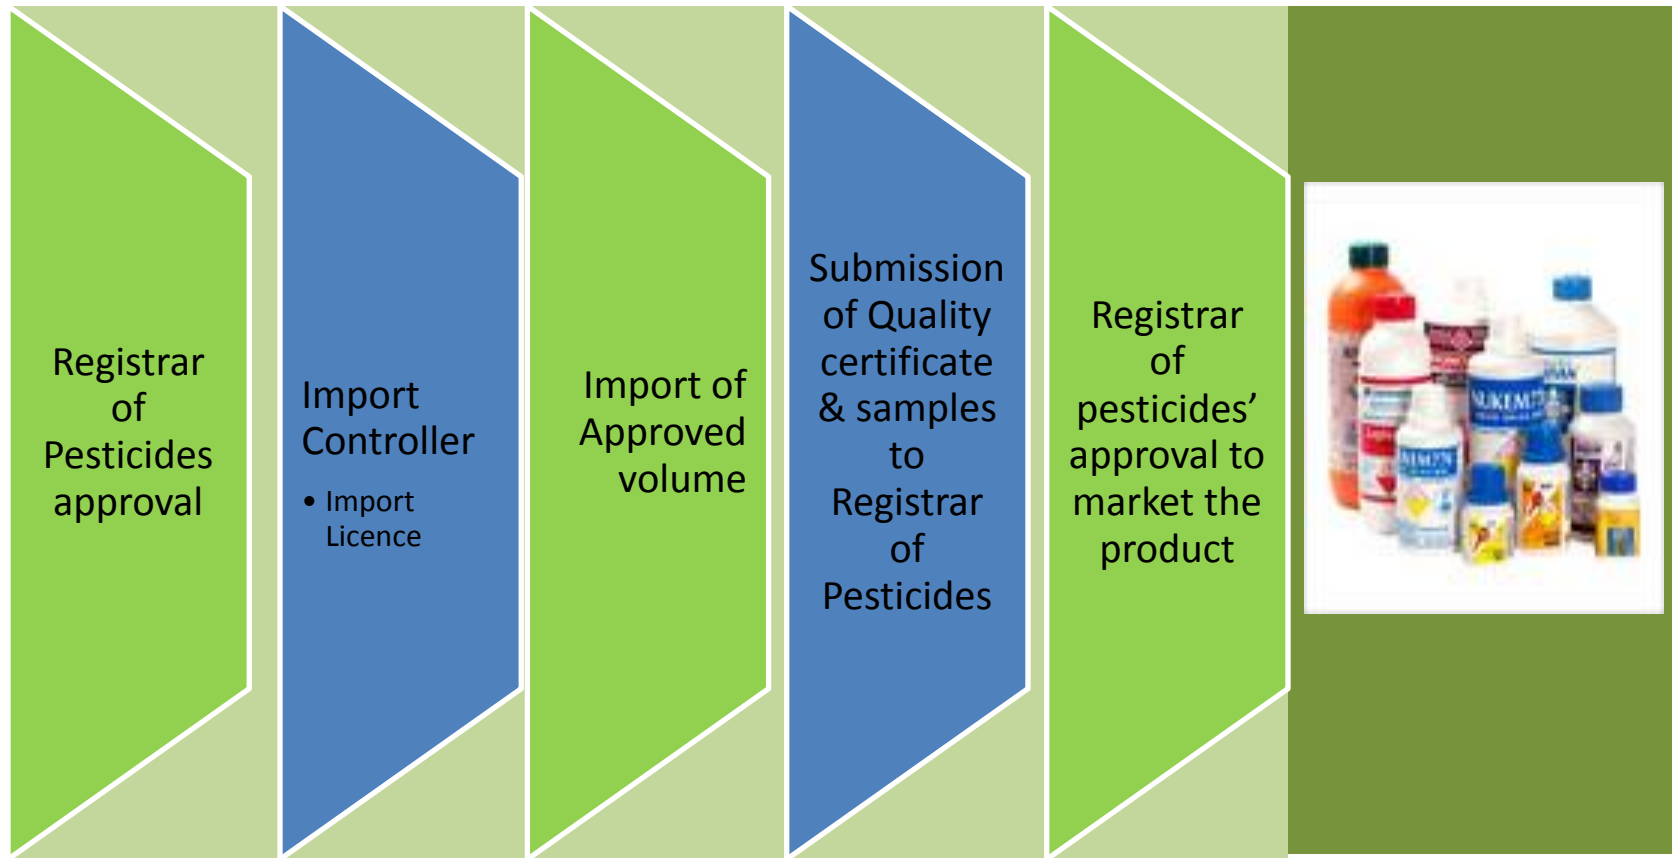 Registrar
of
Pesticides
approval
Import
Controller
• Import
Licence
Import of
Approved
volume
Submission
of Quality
certificate
& samples
to
Registrar
of
Pesticides
Registrar
of
pesticides’
approval to
market the
product